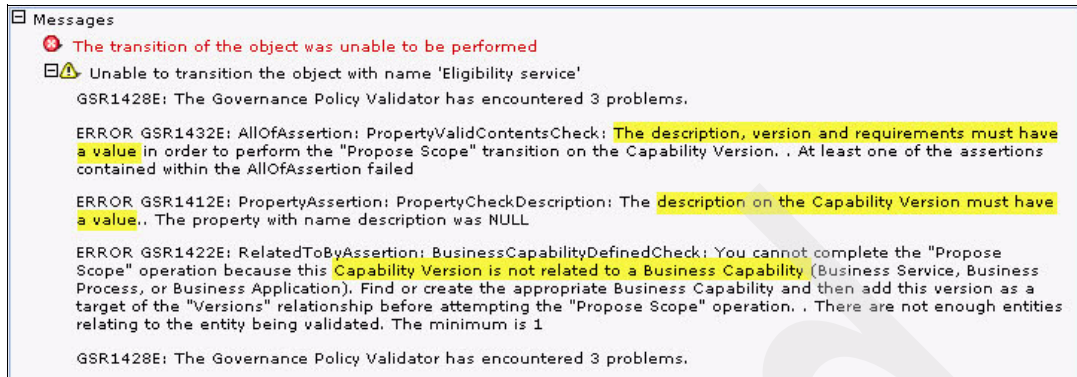 Messages
The transition of the object was unable to be performed
Unable to transition the object with name 'Eligibility service'
GSR1428E: The Governance Policy Validator has encountered 3 problems.
ERROR GSR1432E: AllOfAssertion: PropertyValidContentsCheck: The description, version and requirements must have
a value in order to perform the "Propose Scope" transition on the Capability Version. . At least one of the assertions
contained within the AllOfAssertion failed
ERROR GSR1412E: PropertyAssertion: PropertyCheckDescription: The description on the Capability Version must have
a value.. The property with name description was NULL
ERROR GSR1422E: RelatedToByAssertion: BusinessCapabilityDefinedCheck: You cannot complete the "Propose
Scope" operation because this Capability Version is not related to a Business Capability (Business Service, Business
Process, or Business Application). Find or create the appropriate Business Capability and then add this version as a
target of the "Versions" relationship before attempting the "Propose Scope" operation. . There are not enough entities
relating to the entity being validated. The minimum is 1
GSR1428E: The Governance Policy Validator has encountered 3 problems.